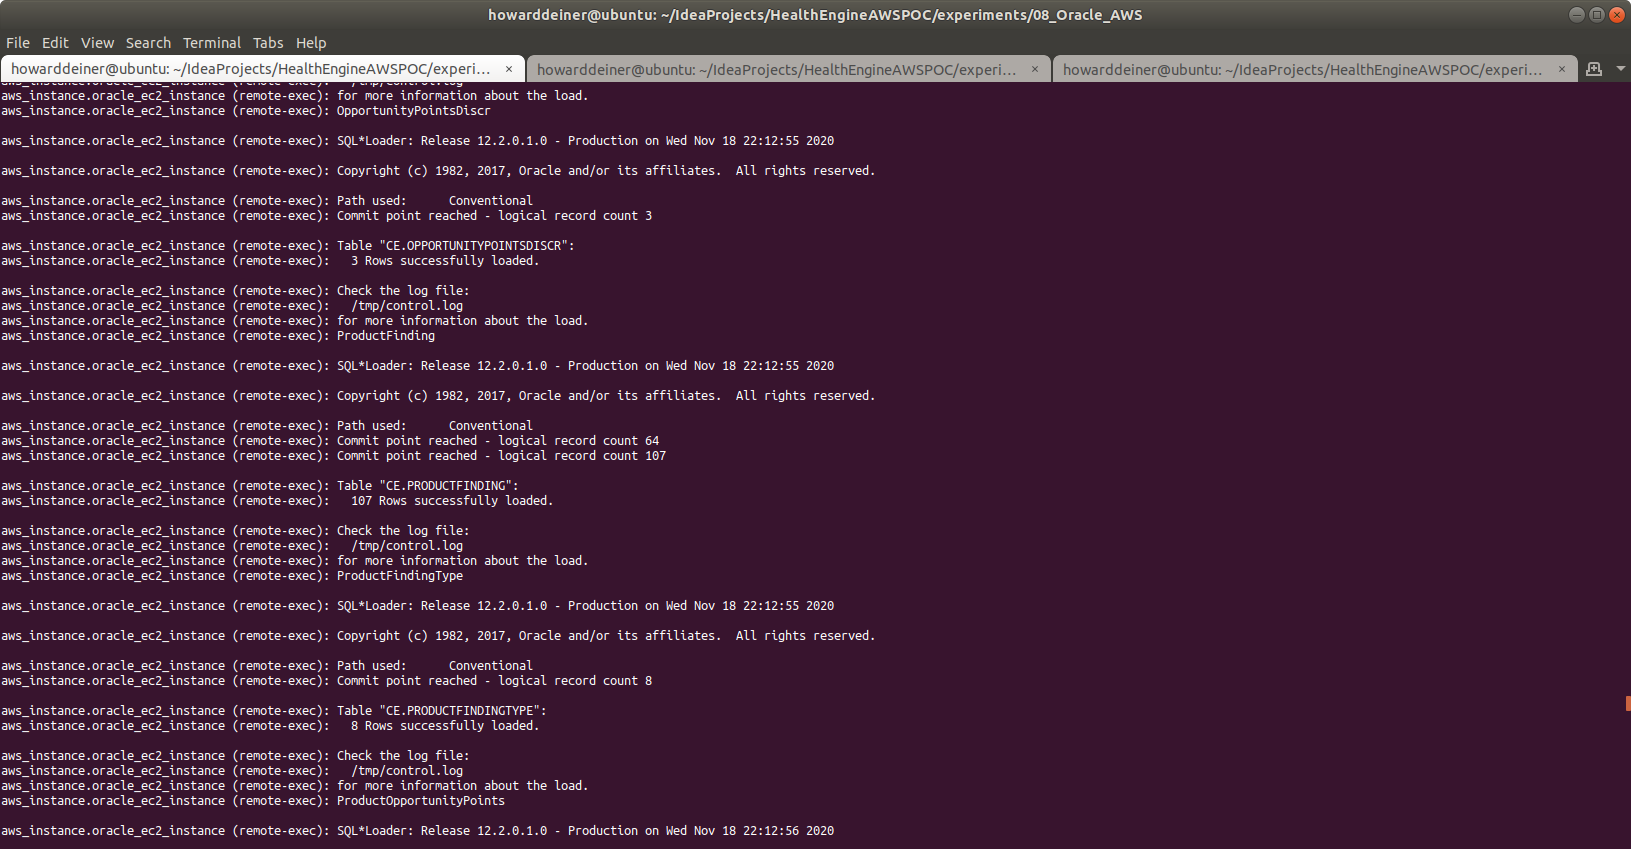 howarddeiner@ubuntu: ~/IdeaProjects/HealthEngineAWSPOC/experiments/08_Oracle_AWS
File Edit View Search Terminal Tabs Help
howarddeiner@ubuntu: ~/IdeaProjects/HealthEngineAWSPOC/experi... × howarddeiner@ubuntu: ~/IdeaProjects/HealthEngineAWSPOC/experi... × howarddeiner@ubuntu: ~/IdeaProjects/HealthEngineAWSPOC/experi... ×
aws_instance.oracle_ec2_instance (remote-exec):   /tmp/control.log
aws_instance.oracle_ec2_instance (remote-exec): for more information about the load.
aws_instance.oracle_ec2_instance (remote-exec): OpportunityPointsDiscr
aws_instance.oracle_ec2_instance (remote-exec): SQL*Loader: Release 12.2.0.1.0 - Production on Wed Nov 18 22:12:55 2020
aws_instance.oracle_ec2_instance (remote-exec): Copyright (c) 1982, 2017, Oracle and/or its affiliates.  All rights reserved.
aws_instance.oracle_ec2_instance (remote-exec): Path used:      Conventional
aws_instance.oracle_ec2_instance (remote-exec): Commit point reached - logical record count 3
aws_instance.oracle_ec2_instance (remote-exec): Table "CE.OPPORTUNITYPOINTSDISCR":
aws_instance.oracle_ec2_instance (remote-exec):   3 Rows successfully loaded.
aws_instance.oracle_ec2_instance (remote-exec): Check the log file:
aws_instance.oracle_ec2_instance (remote-exec):   /tmp/control.log
aws_instance.oracle_ec2_instance (remote-exec): for more information about the load.
aws_instance.oracle_ec2_instance (remote-exec): ProductFinding
aws_instance.oracle_ec2_instance (remote-exec): SQL*Loader: Release 12.2.0.1.0 - Production on Wed Nov 18 22:12:55 2020
aws_instance.oracle_ec2_instance (remote-exec): Copyright (c) 1982, 2017, Oracle and/or its affiliates.  All rights reserved.
aws_instance.oracle_ec2_instance (remote-exec): Path used:      Conventional
aws_instance.oracle_ec2_instance (remote-exec): Commit point reached - logical record count 64
aws_instance.oracle_ec2_instance (remote-exec): Commit point reached - logical record count 107
aws_instance.oracle_ec2_instance (remote-exec): Table "CE.PRODUCTFINDING":
aws_instance.oracle_ec2_instance (remote-exec):   107 Rows successfully loaded.
aws_instance.oracle_ec2_instance (remote-exec): Check the log file:
aws_instance.oracle_ec2_instance (remote-exec):   /tmp/control.log
aws_instance.oracle_ec2_instance (remote-exec): for more information about the load.
aws_instance.oracle_ec2_instance (remote-exec): ProductFindingType
aws_instance.oracle_ec2_instance (remote-exec): SQL*Loader: Release 12.2.0.1.0 - Production on Wed Nov 18 22:12:55 2020
aws_instance.oracle_ec2_instance (remote-exec): Copyright (c) 1982, 2017, Oracle and/or its affiliates.  All rights reserved.
aws_instance.oracle_ec2_instance (remote-exec): Path used:      Conventional
aws_instance.oracle_ec2_instance (remote-exec): Commit point reached - logical record count 8
aws_instance.oracle_ec2_instance (remote-exec): Table "CE.PRODUCTFINDINGTYPE":
aws_instance.oracle_ec2_instance (remote-exec):   8 Rows successfully loaded.
aws_instance.oracle_ec2_instance (remote-exec): Check the log file:
aws_instance.oracle_ec2_instance (remote-exec):   /tmp/control.log
aws_instance.oracle_ec2_instance (remote-exec): for more information about the load.
aws_instance.oracle_ec2_instance (remote-exec): ProductOpportunityPoints
aws_instance.oracle_ec2_instance (remote-exec): SQL*Loader: Release 12.2.0.1.0 - Production on Wed Nov 18 22:12:56 2020